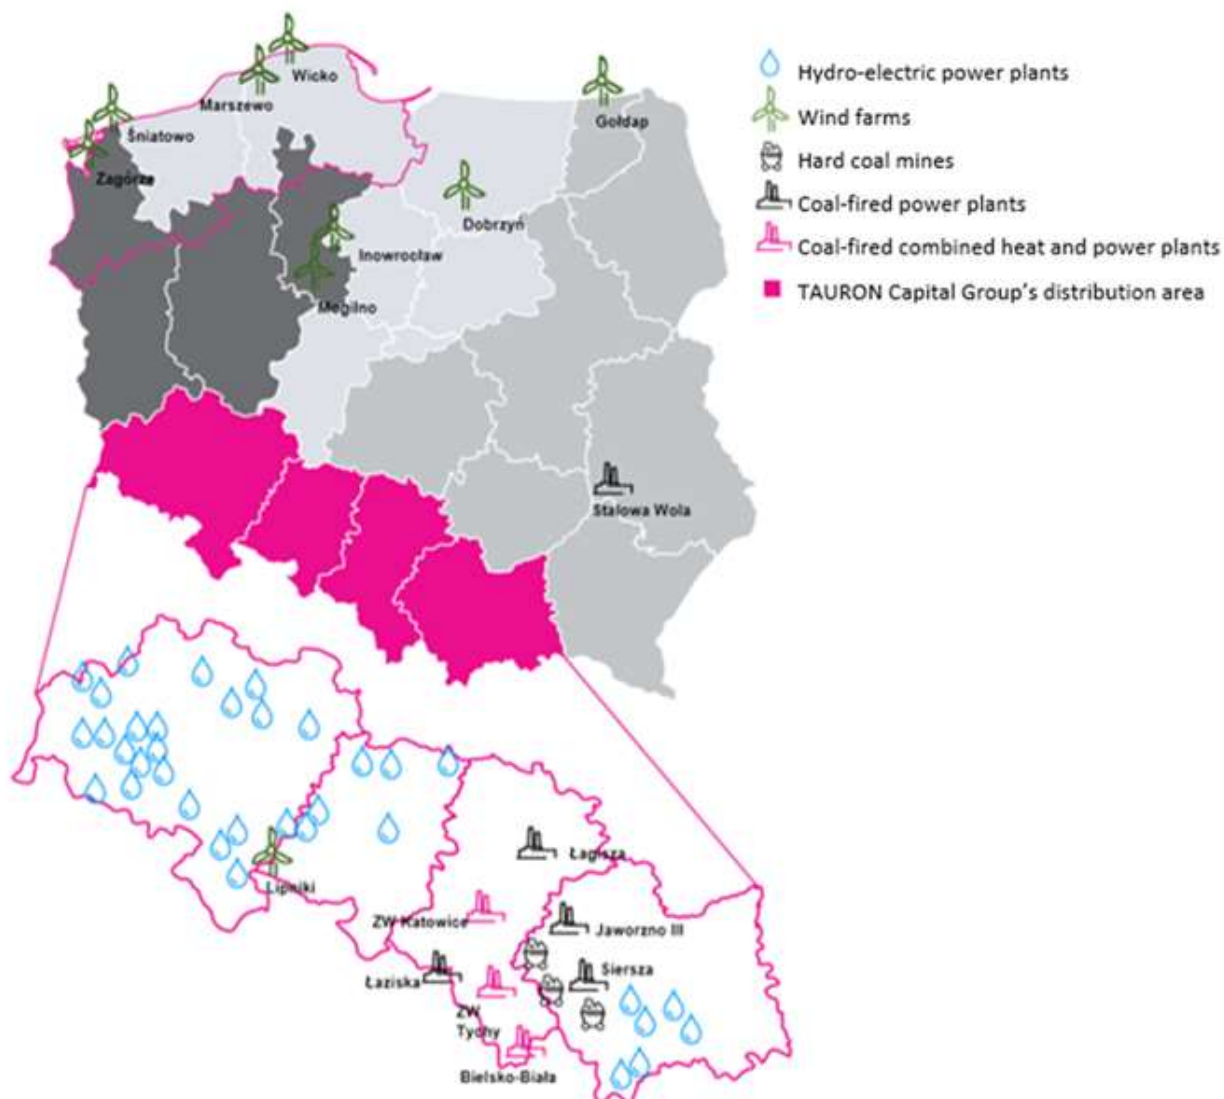 Wicko
Marszewo
Śniatowo
Zagórze
Gołdap
Dobrzyń
Inowrocław
Mogilno
Stalowa Wola
Hydro-electric power plants
Wind farms
Hard coal mines
Coal-fired power plants
Coal-fired combined heat and power plants
TAURON Capital Group's distribution area
Lipniki
Łagisza
ZW Katowice
Jaworzno III
Łaziska
Siersza
ZW
Tychy
Bielsko-Biała